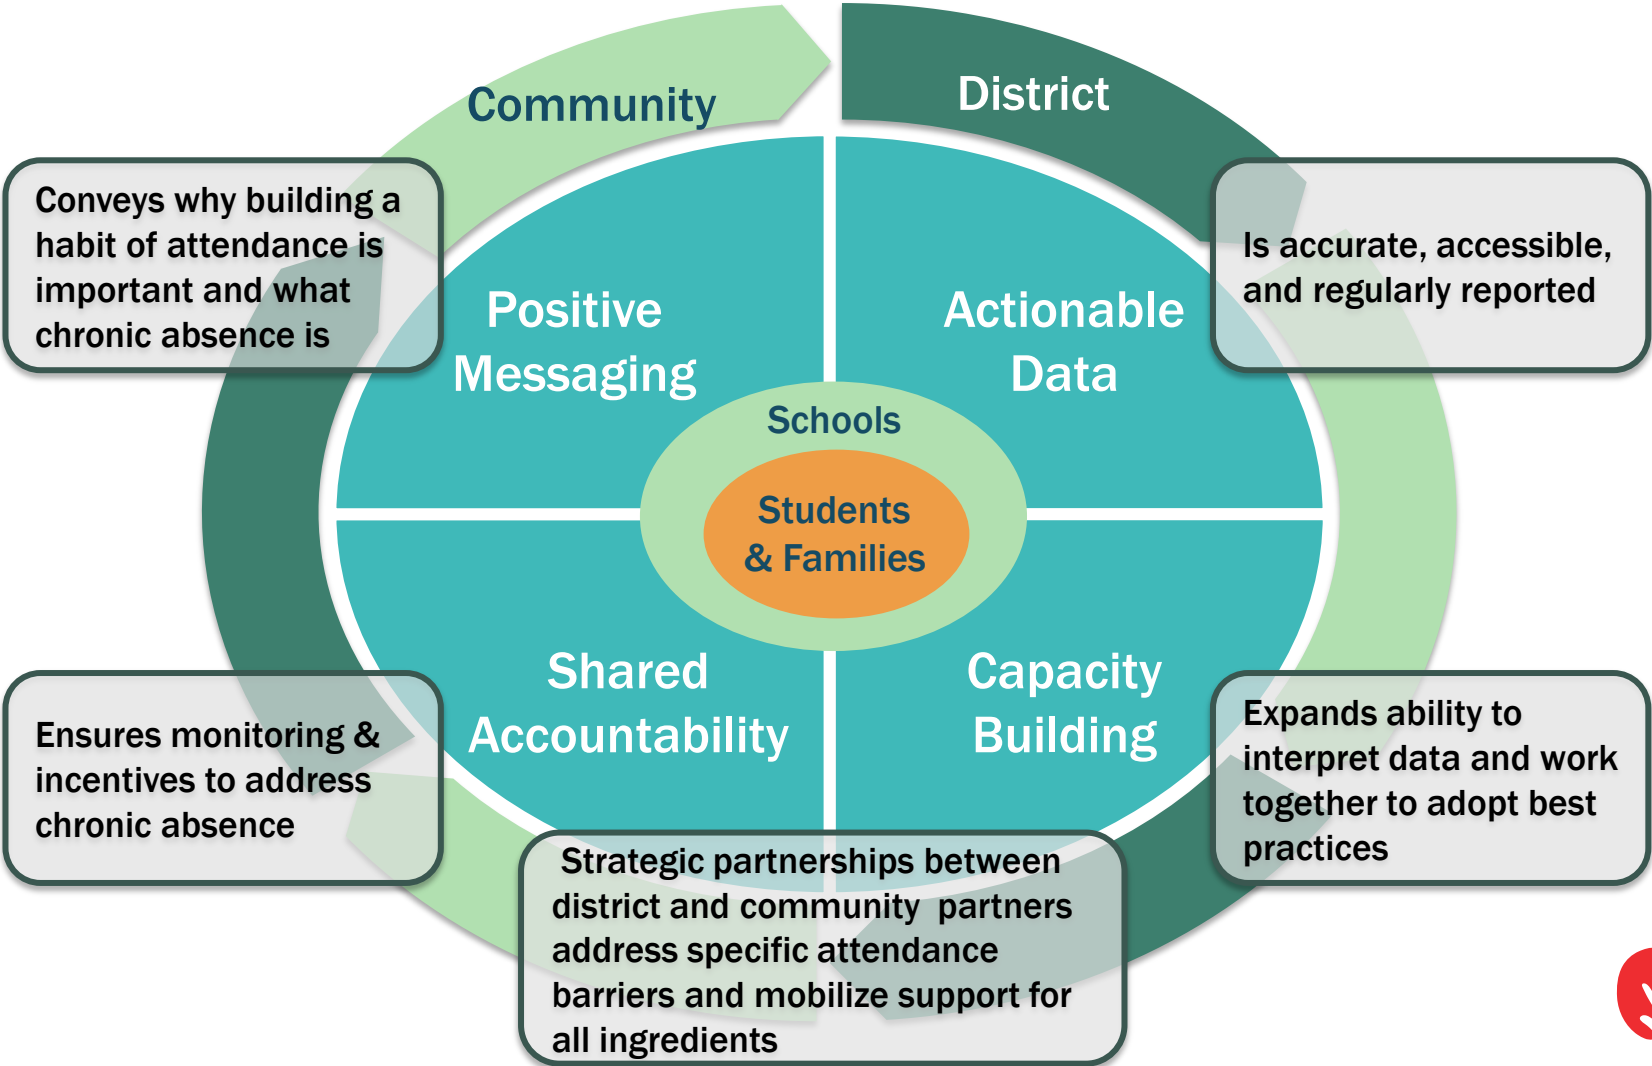 Community
District
Conveys why building a
habit of attendance is
important and what
chronic absence is
Is accurate, accessible,
and regularly reported
Positive
Messaging
Actionable
Data
Schools
Students
& Families
Shared
Accountability
Capacity
Building
Ensures monitoring &
incentives to address
chronic absence
Expands ability to
interpret data and work
together to adopt best
practices
Strategic partnerships between
district and community partners
address specific attendance
barriers and mobilize support for
all ingredients